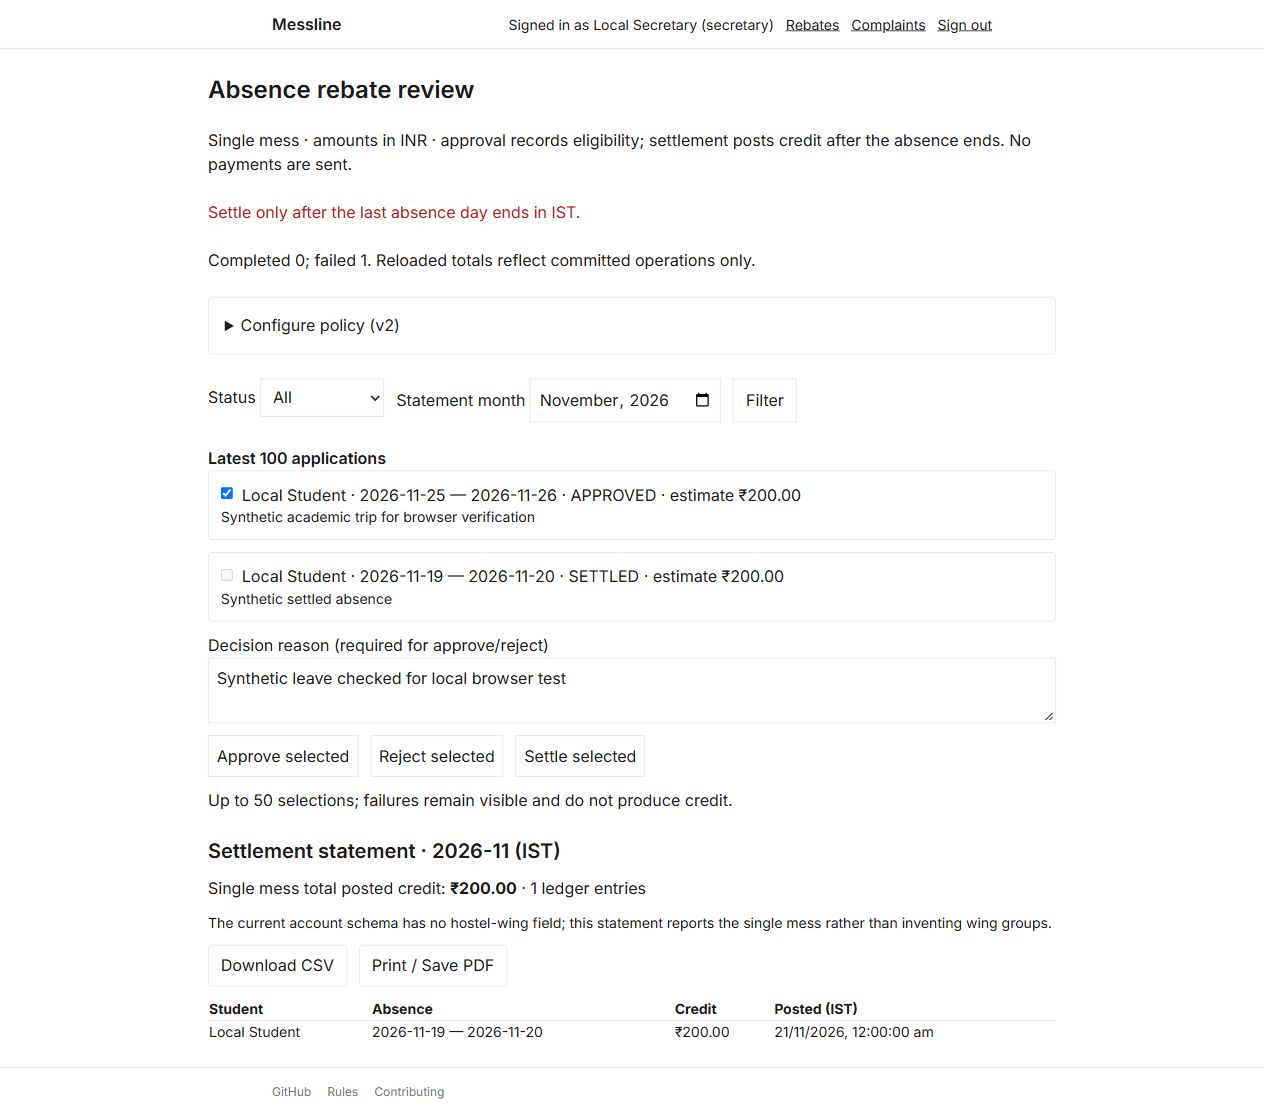 Messline
Signed in as Local Secretary (secretary) Rebates Complaints Sign out
Absence rebate review
Single mess · amounts in INR · approval records eligibility; settlement posts credit after the absence ends. No
payments are sent.
Settle only after the last absence day ends in IST.
Completed 0; failed 1. Reloaded totals reflect committed operations only.
▶ Configure policy (v2)
Status All Statement month November, 2026 Filter
Latest 100 applications
Local Student · 2026-11-25 — 2026-11-26 · APPROVED · estimate ₹200.00
Synthetic academic trip for browser verification
Local Student · 2026-11-19 — 2026-11-20 · SETTLED · estimate ₹200.00
Synthetic settled absence
Decision reason (required for approve/reject)
Synthetic leave checked for local browser test
Approve selected Reject selected Settle selected
Up to 50 selections; failures remain visible and do not produce credit.
Settlement statement · 2026-11 (IST)
Single mess total posted credit: ₹200.00 · 1 ledger entries
The current account schema has no hostel-wing field; this statement reports the single mess rather than inventing wing groups.
Download CSV Print / Save PDF
Student Absence Credit Posted (IST)
Local Student 2026-11-19 — 2026-11-20 ₹200.00 21/11/2026, 12:00:00 am
GitHub Rules Contributing